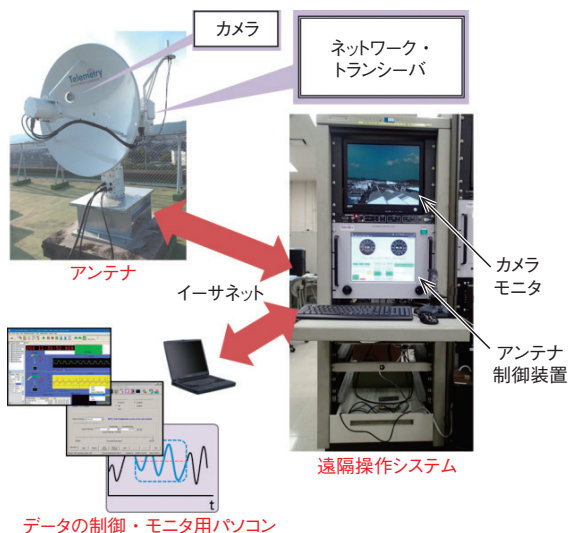 カメラ
ネットワーク・
トランシーバ
Telemetry
アンテナ
イーサネット
カメラ
モニタ
アンテナ
制御装置
遠隔操作システム
t
データの制御・モニタ用パソコン